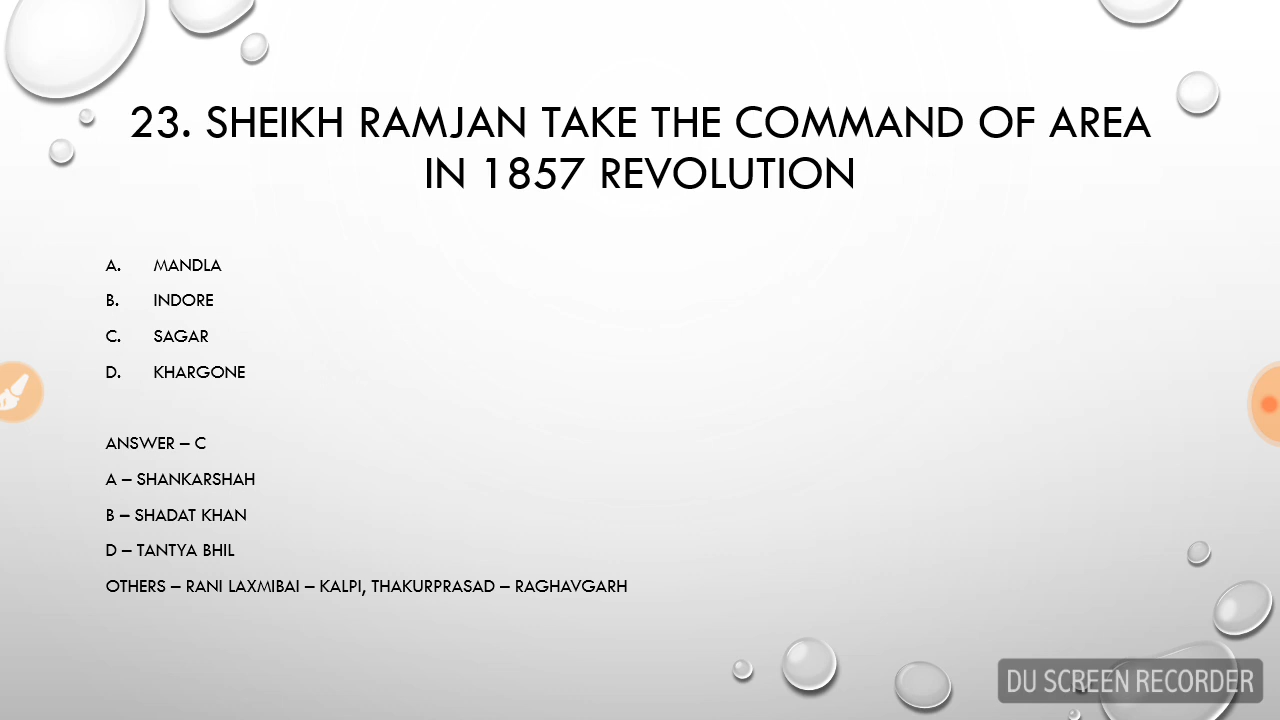 23. SHEIKH RAMJAN TAKE THE COMMAND OF AREA
IN 1857 REVOLUTION
A. MANDLA
B. INDORE
C. SAGAR
D. KHARGONE
ANSWER – C
A – SHANKARSHAH
B – SHADAT KHAN
D – TANTYA BHIL
OTHERS – RANI LAXMIBAI – KALPI, THAKURPRASAD – RAGHAVGARH
DU SCREEN RECORDER